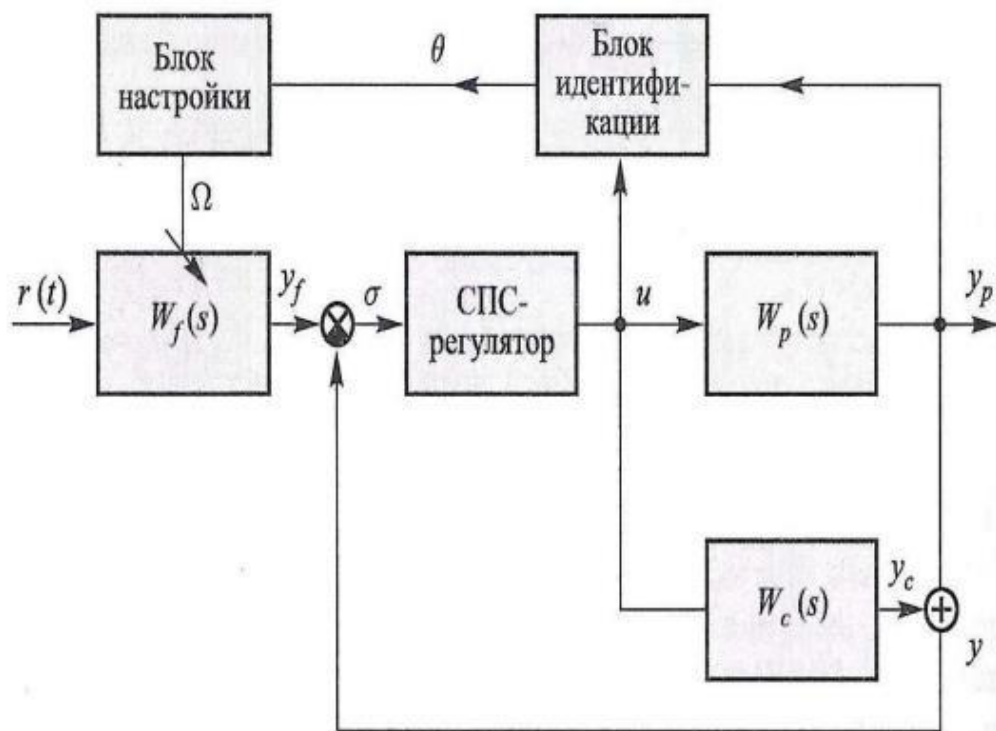 Блок
настройки
θ
Блок
идентифи-
кации
Ω
r (t)
W_f (s)
y_f
σ
СПС-
регулятор
u
W_p (s)
y_p
W_c (s)
y_c
+
y